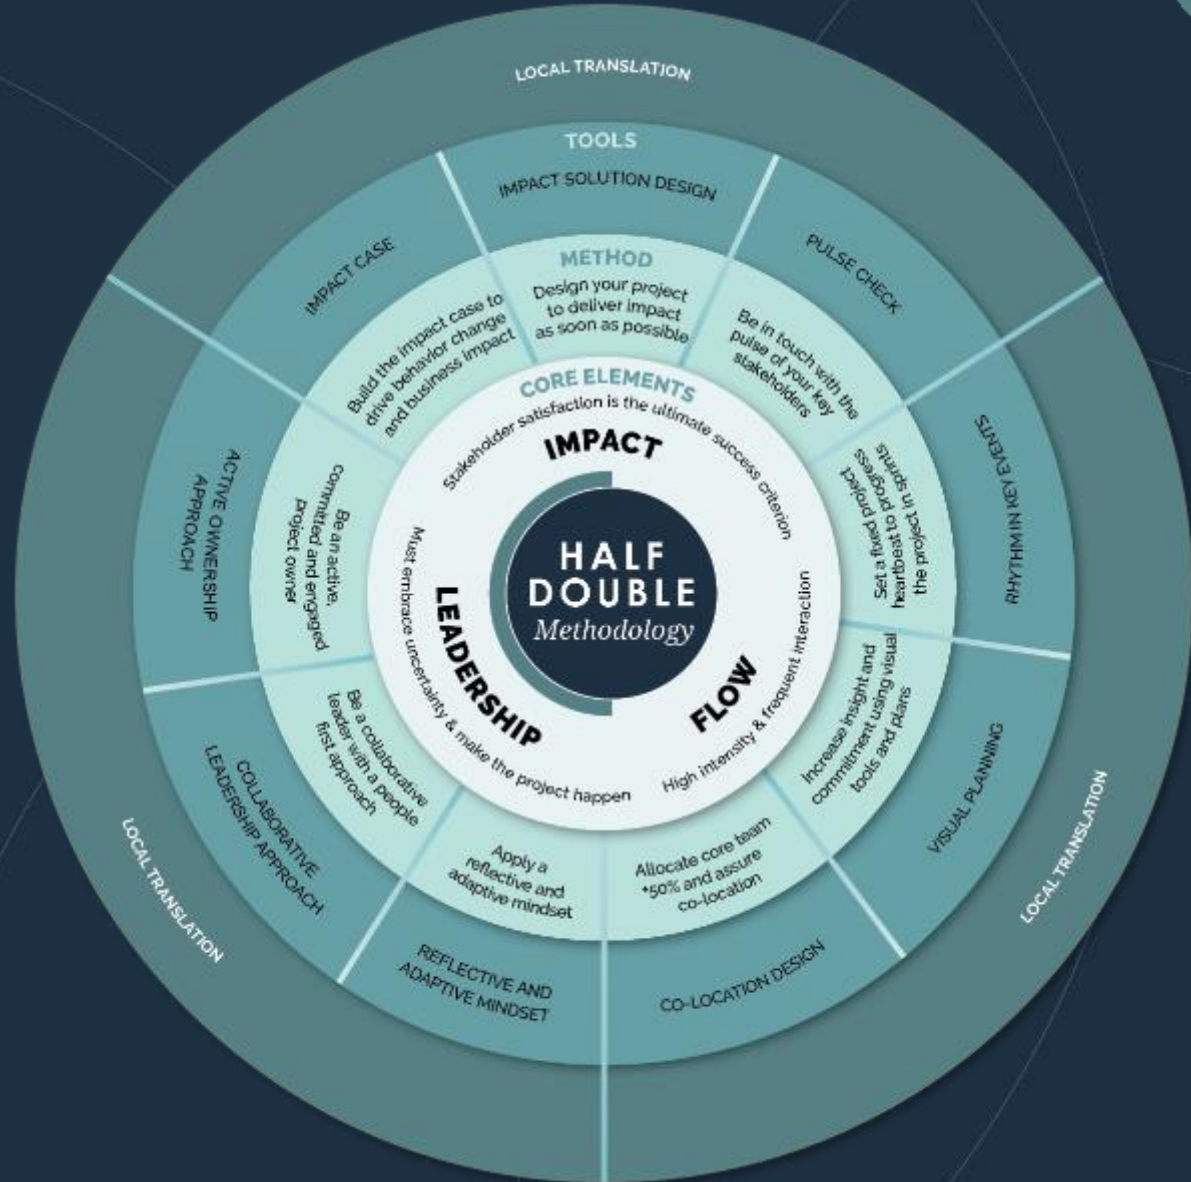 LOCAL TRANSLATION
TOOLS
IMPACT SOLUTION DESIGN
IMPACT CASE
PULSE CHECK
METHOD
Design your project
to deliver impact
as soon as possible
Build the impact case to
drive behavior change
and business impact
Be in touch with the
pulse of your key
stakeholders
CORE ELEMENTS
Stakeholder satisfaction is the ultimate success criterion
IMPACT
HALF
DOUBLE
Methodology
RHYTHM IN KEY EVENTS
Set a fixed project
heartbeat to progress
the project in sprints
FLOW
High intensity & frequent interaction
Increase insight and
commitment using visual
tools and plans
VISUAL PLANNING
LOCAL TRANSLATION
Allocate core team
+50% and assure
co-location
CO-LOCATION DESIGN
LEADERSHIP
Must embrace uncertainty & make the project happen
Apply a
reflective and
adaptive mindset
REFLECTIVE AND
ADAPTIVE MINDSET
Be a collaborative
leader with a people
first approach
COLLABORATIVE
LEADERSHIP APPROACH
Be an active,
committed and engaged
project owner
ACTIVE OWNERSHIP
APPROACH
LOCAL TRANSLATION